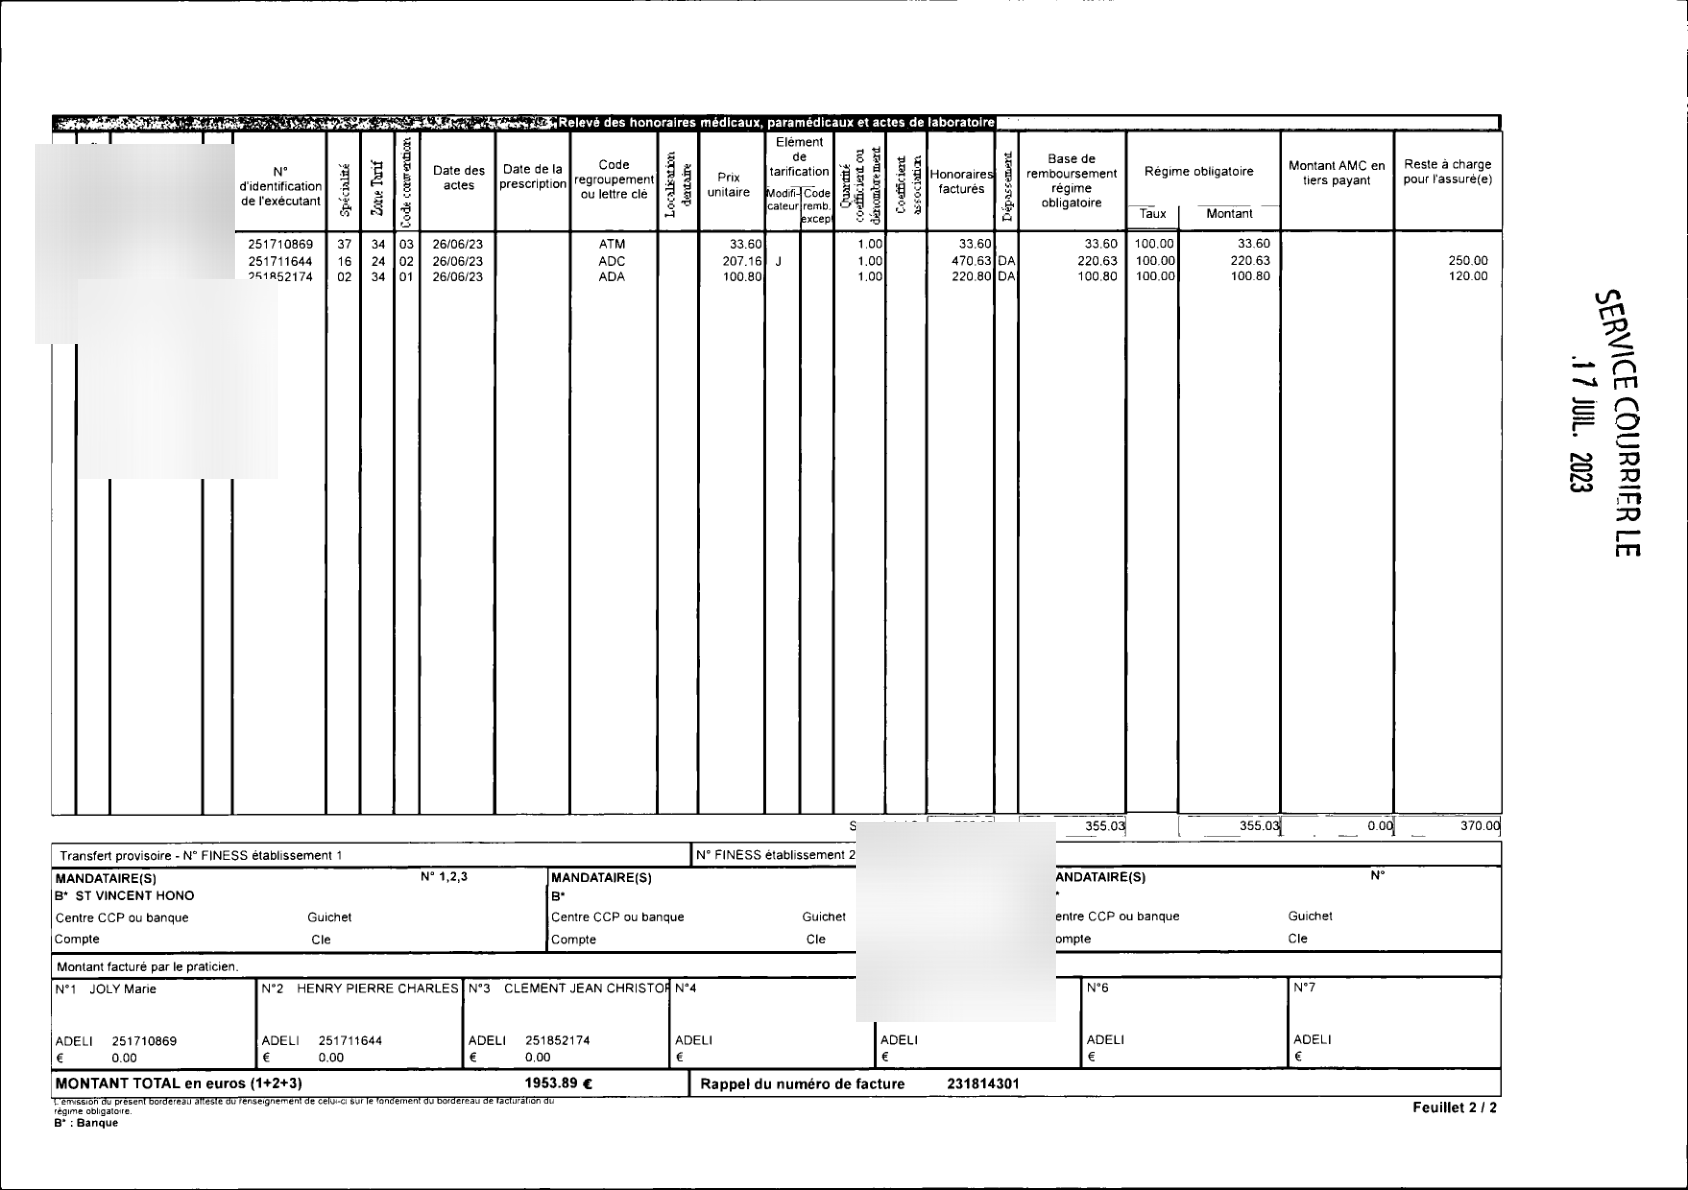 Relevé des honoraires médicaux, paramédicaux et actes de laboratoire
N° d'identification de l'exécutant
Spécialité
Zone Tarif
Code convention
Date des actes
Date de la prescription
Code regroupement ou lettre clé
Localisation dentaire
Prix unitaire
Elément de tarification
Modifi-cateur
Code remb. except
Quantité coefficient ou dénombrement
Coefficient association
Honoraires facturés
Dépassement
Base de remboursement régime obligatoire
Régime obligatoire
Taux
Montant
Montant AMC en tiers payant
Reste à charge pour l'assuré(e)
251710869 37 34 03 26/06/23 ATM 33.60 1.00 33.60 33.60 100.00 33.60
251711644 16 24 02 26/06/23 ADC 207.16 J 1.00 470.63 DA 220.63 100.00 220.63 250.00
251852174 02 34 01 26/06/23 ADA 100.80 1.00 220.80 DA 100.80 100.00 100.80 120.00
355.03 355.03 0.00 370.00
Transfert provisoire - N° FINESS établissement 1
N° FINESS établissement 2
MANDATAIRE(S) N° 1,2,3
B* ST VINCENT HONO
Centre CCP ou banque Guichet
Compte Cle
MANDATAIRE(S)
B*
Centre CCP ou banque Guichet
Compte Cle
ANDATAIRE(S) N°
entre CCP ou banque Guichet
ompte Cle
Montant facturé par le praticien.
N°1 JOLY Marie
ADELI 251710869
€ 0.00
N°2 HENRY PIERRE CHARLES
ADELI 251711644
€ 0.00
N°3 CLEMENT JEAN CHRISTOF
ADELI 251852174
€ 0.00
N°4
ADELI
€
ADELI
€
N°6
ADELI
€
N°7
ADELI
€
MONTANT TOTAL en euros (1+2+3) 1953.89 €
Rappel du numéro de facture 231814301
L'émission du présent bordereau atteste du renseignement de celui-ci sur le fondement du bordereau de facturation du
régime obligatoire.
B* : Banque
Feuillet 2 / 2
SERVICE COURRIER LE
17 JUIL. 2023